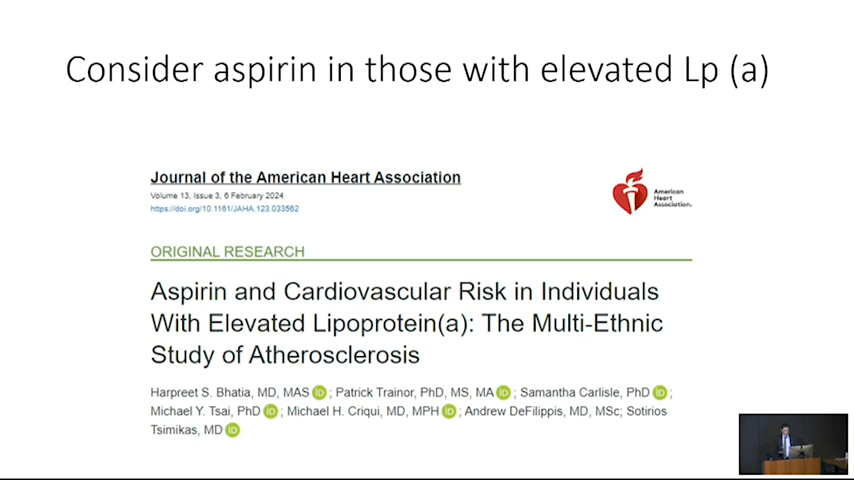 Consider aspirin in those with elevated Lp (a)
Journal of the American Heart Association
Volume 13, Issue 3, 6 February 2024
https://doi.org/10.1161/JAHA.123.033562
American
Heart
Association.
ORIGINAL RESEARCH
Aspirin and Cardiovascular Risk in Individuals
With Elevated Lipoprotein(a): The Multi-Ethnic
Study of Atherosclerosis
Harpreet S. Bhatia, MD, MAS iD ; Patrick Trainor, PhD, MS, MA iD ; Samantha Carlisle, PhD iD ;
Michael Y. Tsai, PhD iD ; Michael H. Criqui, MD, MPH iD ; Andrew DeFilippis, MD, MSc; Sotirios
Tsimikas, MD iD